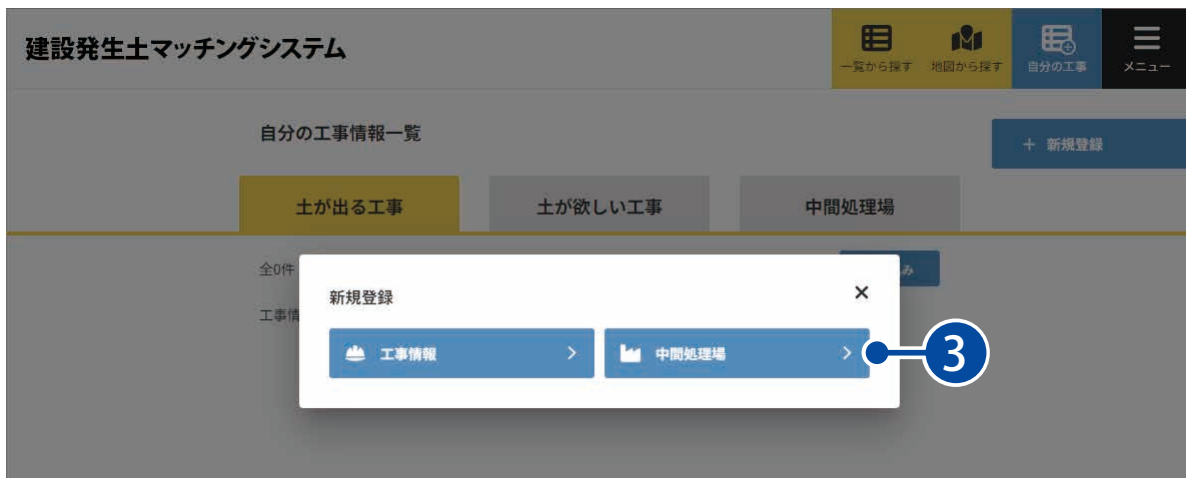 建設発生土マッチングシステム
一覧から探す
地図から探す
自分の工事
メニュー
自分の工事情報一覧
+ 新規登録
土が出る工事
土が欲しい工事
中間処理場
全0件
み
工事情
新規登録
×
工事情報
中間処理場
3